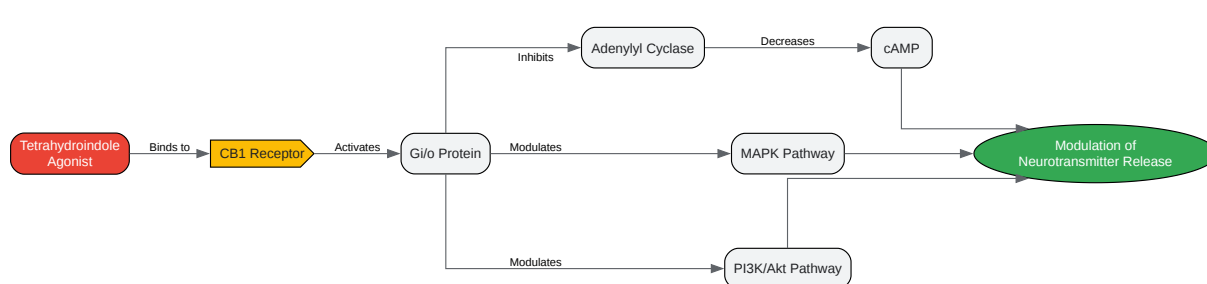 Tetrahydroindole
Agonist
Binds to
CB1 Receptor
Activates
Gi/o Protein
Inhibits
Adenylyl Cyclase
Decreases
cAMP
Modulates
MAPK Pathway
Modulation of
Neurotransmitter Release
Modulates
PI3K/Akt Pathway